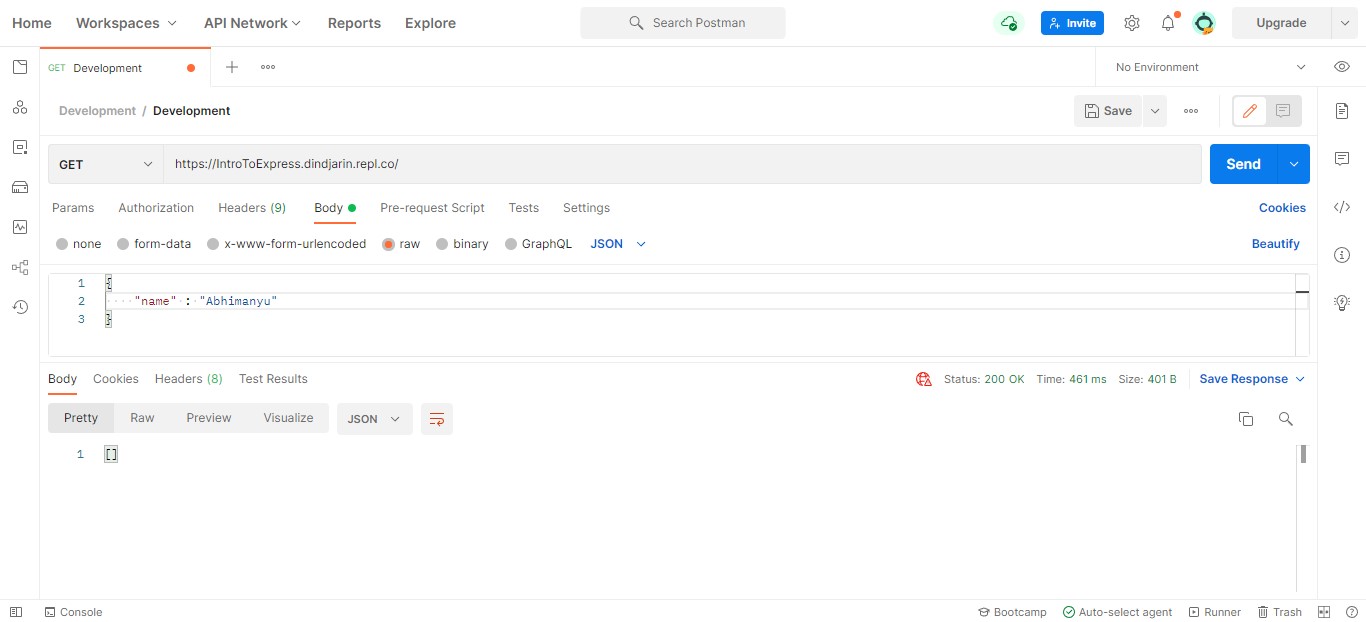 Home Workspaces API Network Reports Explore Search Postman Invite Upgrade
GET Development No Environment
Development / Development Save
GET https://IntroToExpress.dindjarin.repl.co/ Send
Params Authorization Headers (9) Body Pre-request Script Tests Settings Cookies
none form-data x-www-form-urlencoded raw binary GraphQL JSON Beautify
1 {
2 "name" : "Abhimanyu"
3 }
Body Cookies Headers (8) Test Results Status: 200 OK Time: 461 ms Size: 401 B Save Response
Pretty Raw Preview Visualize JSON
1 []
Console Bootcamp Auto-select agent Runner Trash